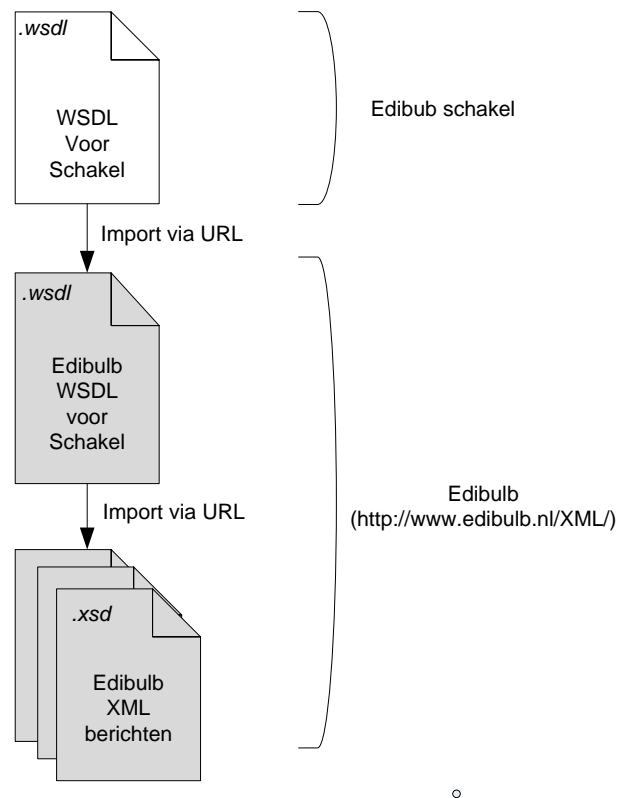 .wsdl
WSDL
Voor
Schakel
Edibub schakel
Import via URL
.wsdl
Edibulb
WSDL
voor
Schakel
Import via URL
Edibulb
(http://www.edibulb.nl/XML/)
.xsd
Edibulb
XML
berichten